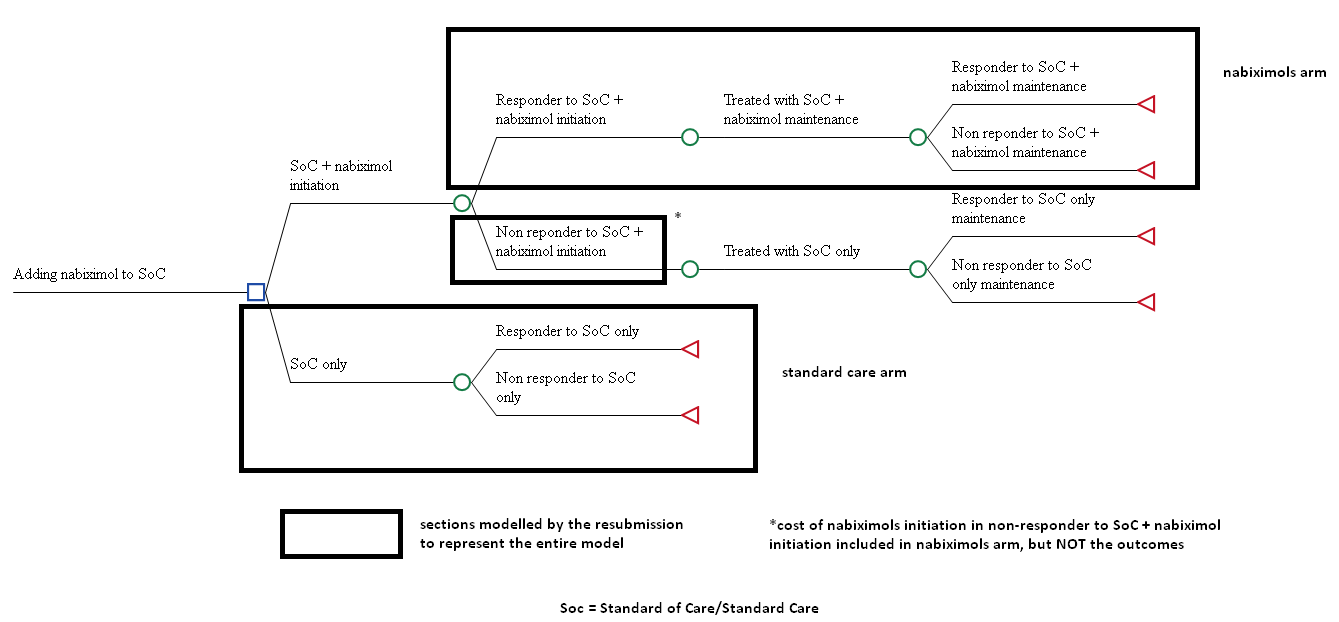 Responder to SoC +
nabiximol maintenance
nabiximols arm
Responder to SoC +
nabiximol initiation
Treated with SoC +
nabiximol maintenance
Non reponder to SoC +
nabiximol maintenance
SoC + nabiximol
initiation
Responder to SoC only
maintenance
*
Non reponder to SoC +
nabiximol initiation
Treated with SoC only
Non responder to SoC
only maintenance
Adding nabiximol to SoC
Responder to SoC only
SoC only
Non responder to SoC
only
standard care arm
sections modelled by the resubmission
to represent the entire model
*cost of nabiximols initiation in non-responder to SoC + nabiximol
initiation included in nabiximols arm, but NOT the outcomes
Soc = Standard of Care/Standard Care